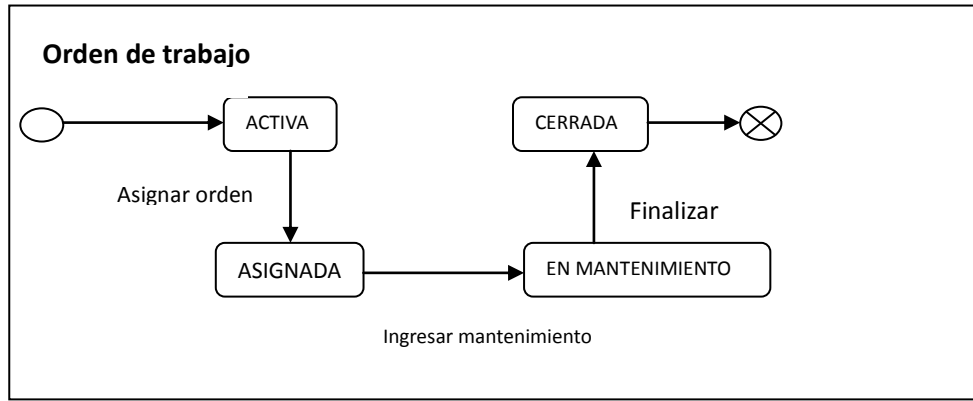 Orden de trabajo
ACTIVA
CERRADA
Asignar orden
Finalizar
ASIGNADA
EN MANTENIMIENTO
Ingresar mantenimiento